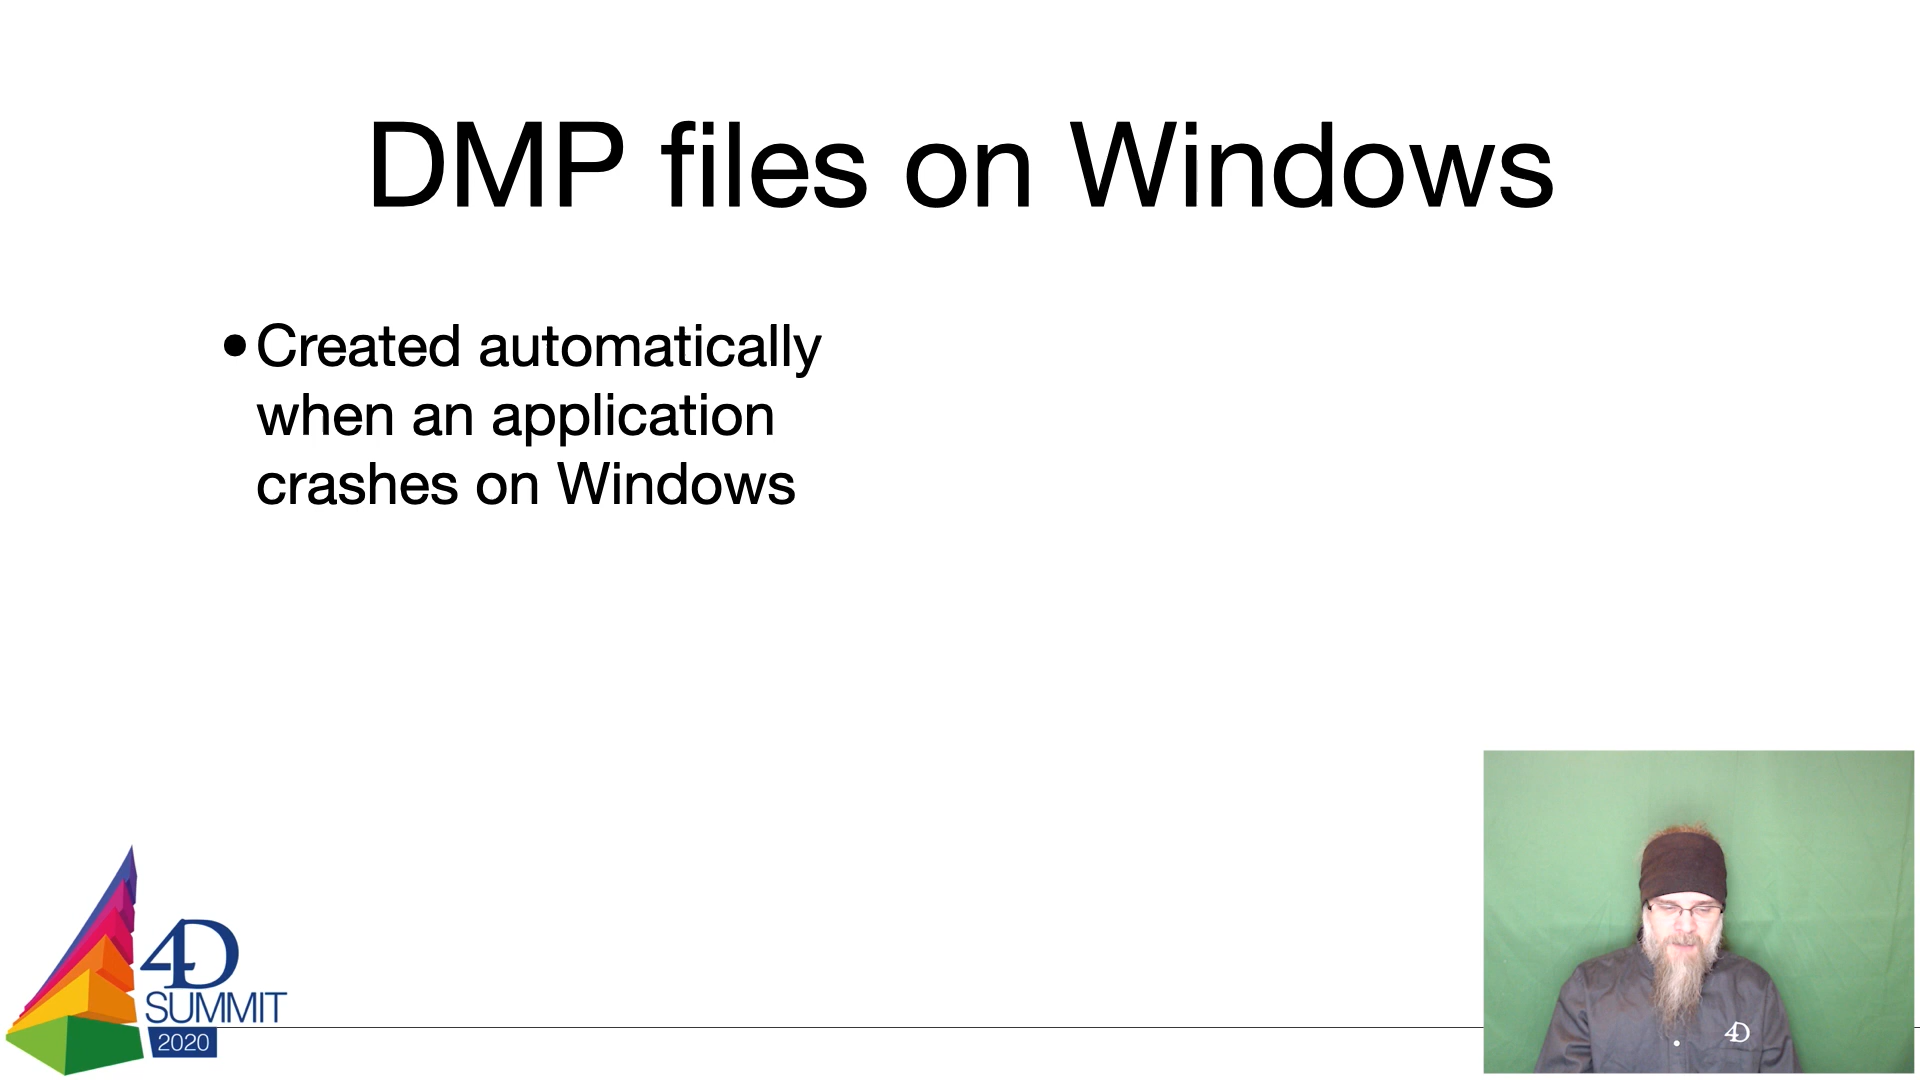 DMP files on Windows
•Created automatically
when an application
crashes on Windows
4D
SUMMIT
2020
4D